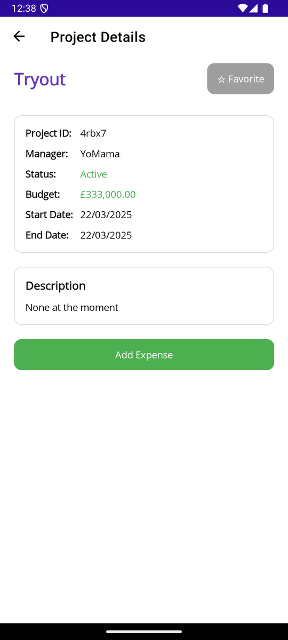 12:38
Project Details
Tryout
☆ Favorite
Project ID: 4rbx7
Manager: YoMama
Status: Active
Budget: £333,000.00
Start Date: 22/03/2025
End Date: 22/03/2025
Description
None at the moment
Add Expense